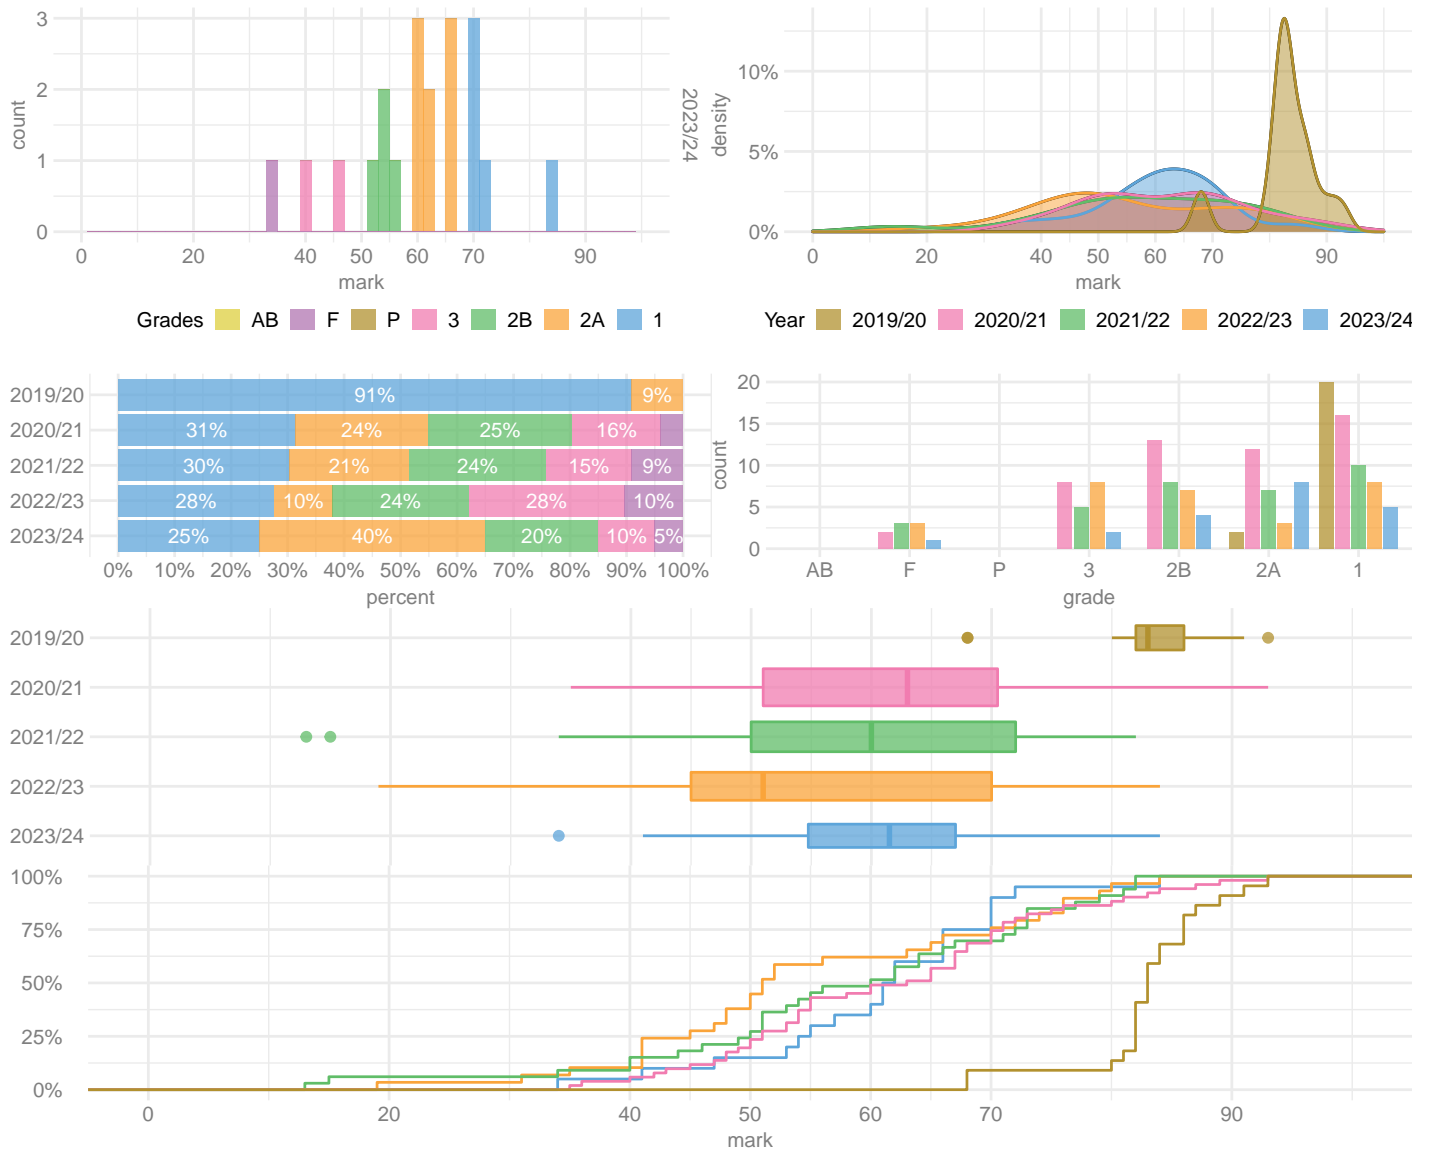 3
2
1
0
count
0 20 40 50 60 70 90
mark
2023/24
10%
5%
0%
density
0 20 40 50 60 70 90
mark
Grades AB F P 3 2B 2A 1
Year 2019/20 2020/21 2021/22 2022/23 2023/24
2019/20 91% 9%
2020/21 31% 24% 25% 16%
2021/22 30% 21% 24% 15% 9%
2022/23 28% 10% 24% 28% 10%
2023/24 25% 40% 20% 10% 5%
0% 10% 20% 30% 40% 50% 60% 70% 80% 90% 100%
percent
20
15
10
5
0
count
AB F P 3 2B 2A 1
grade
2019/20
2020/21
2021/22
2022/23
2023/24
100%
75%
50%
25%
0%
0 20 40 50 60 70 90
mark